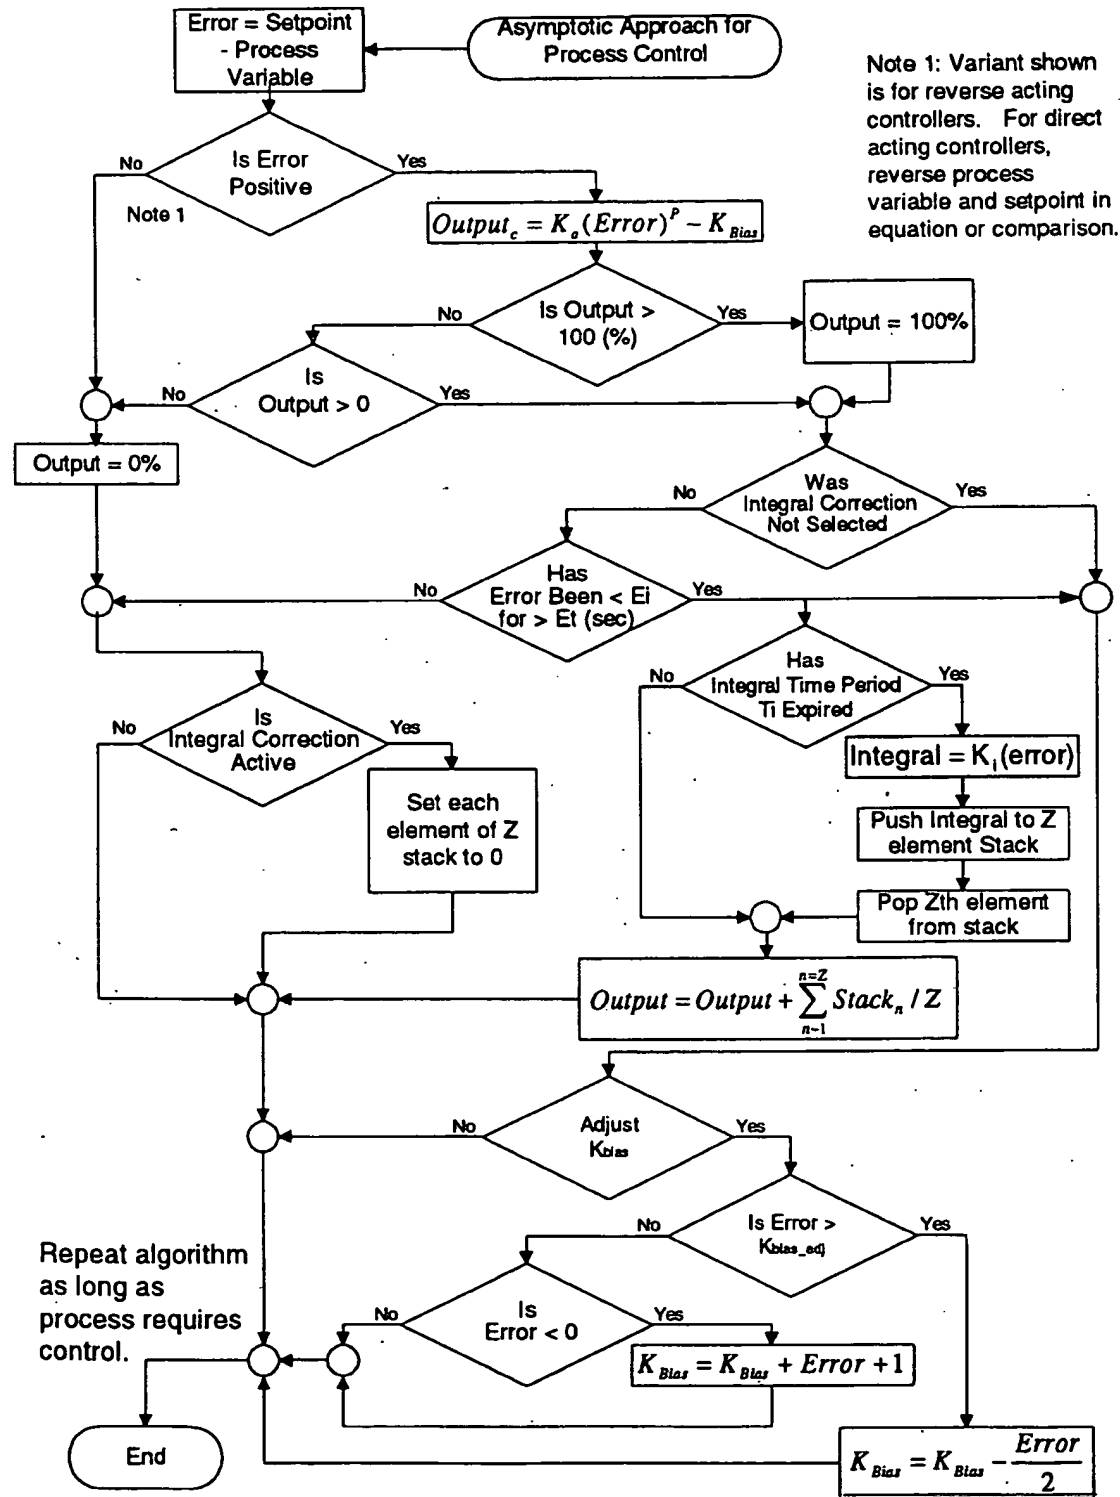 Error = Setpoint
- Process
Variable
Asymptotic Approach for
Process Control
Note 1: Variant shown
is for reverse acting
controllers. For direct
acting controllers,
reverse process
variable and setpoint in
equation or comparison.
No
Is Error
Positive
Yes
Note 1
Output_c = K_a (Error)^P − K_Bias
No
Is Output >
100 (%)
Yes
Output = 100%
No
Is
Output > 0
Yes
Output = 0%
No
Was
Integral Correction
Not Selected
Yes
No
Has
Error Been < Ei
for > Et (sec)
Yes
No
Has
Integral Time Period
Ti Expired
Yes
No
Is
Integral Correction
Active
Yes
Integral = K_i(error)
Set each
element of Z
stack to 0
Push Integral to Z
element Stack
Pop Zth element
from stack
Output = Output + ∑_{n-1}^{n=Z} Stack_n / Z
No
Adjust
Kbias
Yes
No
Is Error >
Kbias_adj
Yes
Repeat algorithm
as long as
process requires
control.
No
Is
Error < 0
Yes
K_Bias = K_Bias + Error + 1
End
K_Bias = K_Bias − Error/2